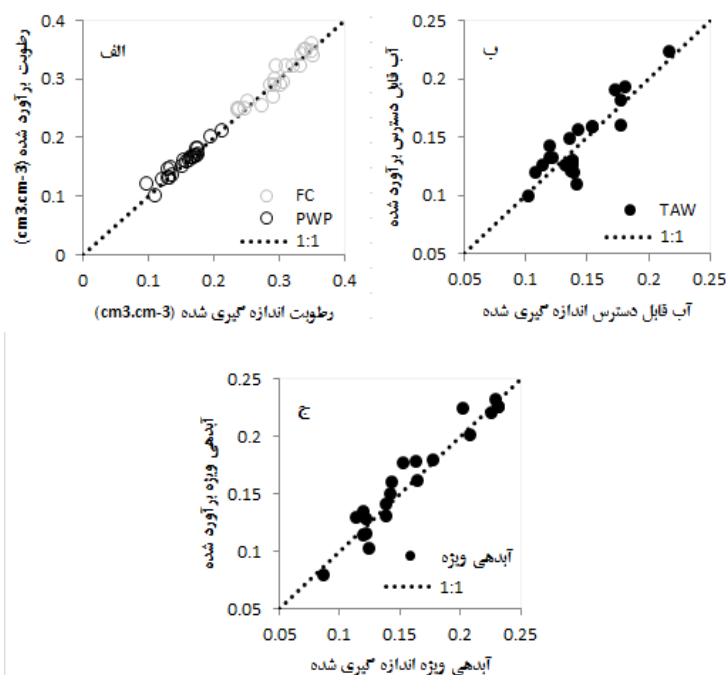 رطوبت برآورد شده (cm3.cm-3)
0.4
0.3
0.2
0.1
0
الف
FC
PWP
1:1
0 0.1 0.2 0.3 0.4
رطوبت اندازه گیری شده (cm3.cm-3)
آب قابل دسترس برآورد شده
0.25
0.20
0.15
0.10
0.05
ب
TAW
1:1
0.05 0.10 0.15 0.20 0.25
آب قابل دسترس اندازه گیری شده
آبدهی ویژه برآورد شده
0.25
0.2
0.15
0.1
0.05
ج
آبدهی ویژه
1:1
0.05 0.1 0.15 0.2 0.25
آبدهی ویژه اندازه گیری شده